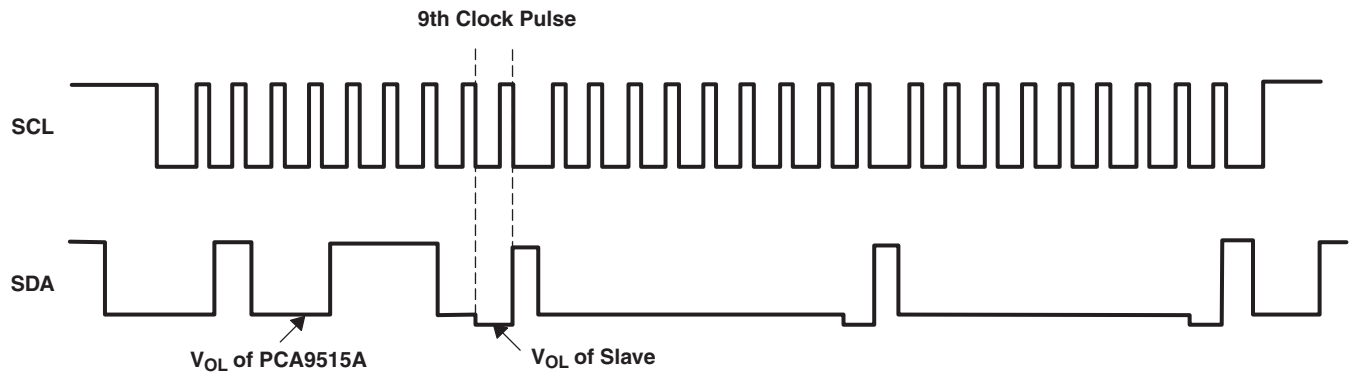 9th Clock Pulse
SCL
SDA
VOL of PCA9515A
VOL of Slave